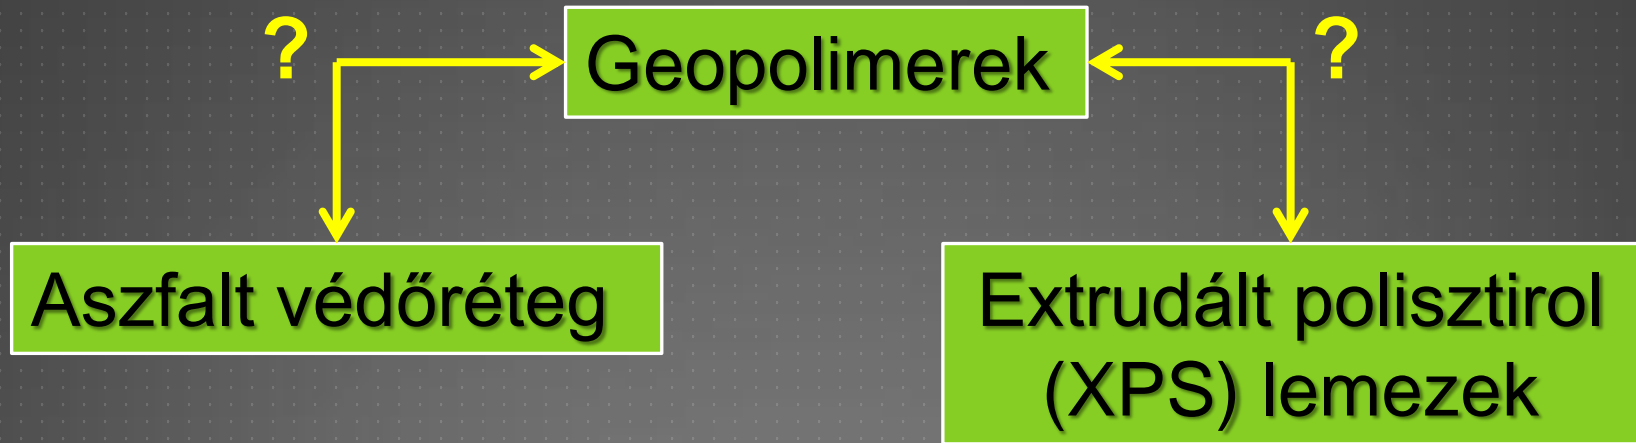 ?
Geopolimerek
?
Aszfalt védőréteg
Extrudált polisztirol
(XPS) lemezek